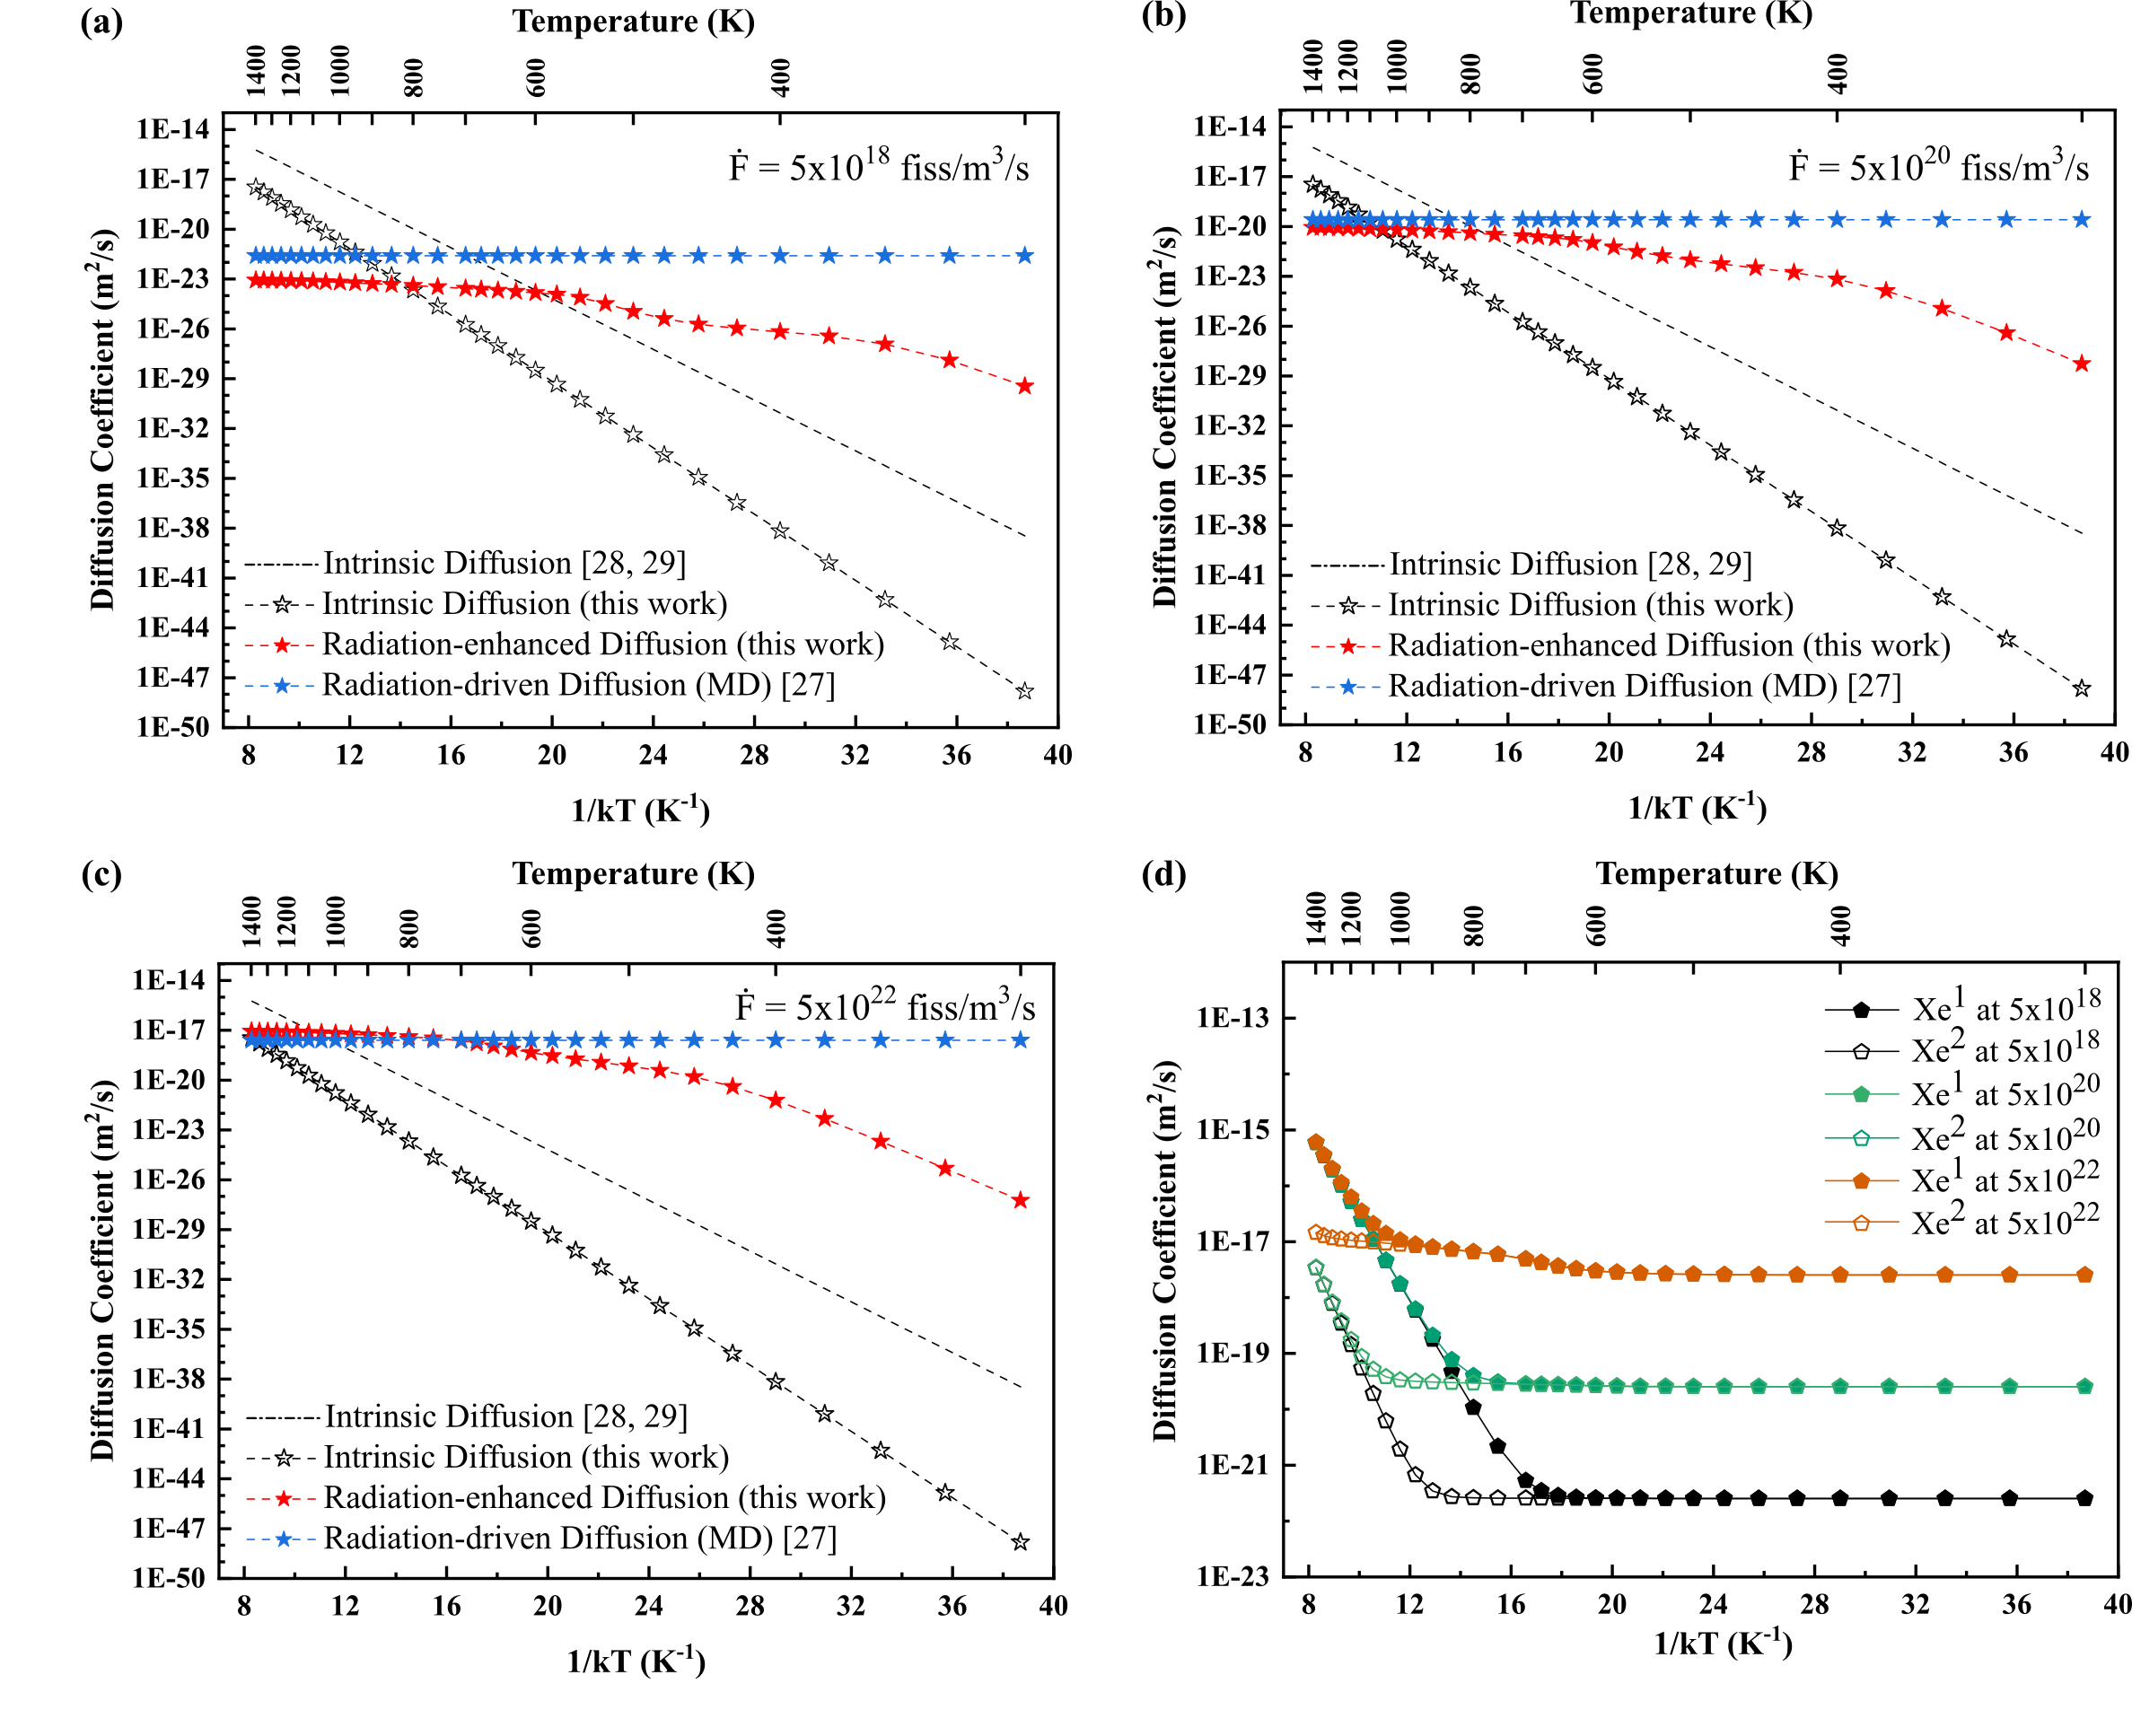 (a)
Temperature (K)
1400 1200 1000 800 600 400
1E-14
1E-17
1E-20
1E-23
1E-26
1E-29
1E-32
1E-35
1E-38
1E-41
1E-44
1E-47
1E-50
Diffusion Coefficient (m²/s)
Ḟ = 5x10¹⁸ fiss/m³/s
Intrinsic Diffusion [28, 29]
Intrinsic Diffusion (this work)
Radiation-enhanced Diffusion (this work)
Radiation-driven Diffusion (MD) [27]
8 12 16 20 24 28 32 36 40
1/kT (K⁻¹)
(b)
Temperature (K)
1400 1200 1000 800 600 400
1E-14
1E-17
1E-20
1E-23
1E-26
1E-29
1E-32
1E-35
1E-38
1E-41
1E-44
1E-47
1E-50
Diffusion Coefficient (m²/s)
Ḟ = 5x10²⁰ fiss/m³/s
Intrinsic Diffusion [28, 29]
Intrinsic Diffusion (this work)
Radiation-enhanced Diffusion (this work)
Radiation-driven Diffusion (MD) [27]
8 12 16 20 24 28 32 36 40
1/kT (K⁻¹)
(c)
Temperature (K)
1400 1200 1000 800 600 400
1E-14
1E-17
1E-20
1E-23
1E-26
1E-29
1E-32
1E-35
1E-38
1E-41
1E-44
1E-47
1E-50
Diffusion Coefficient (m²/s)
Ḟ = 5x10²² fiss/m³/s
Intrinsic Diffusion [28, 29]
Intrinsic Diffusion (this work)
Radiation-enhanced Diffusion (this work)
Radiation-driven Diffusion (MD) [27]
8 12 16 20 24 28 32 36 40
1/kT (K⁻¹)
(d)
Temperature (K)
1400 1200 1000 800 600 400
1E-13
1E-15
1E-17
1E-19
1E-21
1E-23
Diffusion Coefficient (m²/s)
Xe¹ at 5x10¹⁸
Xe² at 5x10¹⁸
Xe¹ at 5x10²⁰
Xe² at 5x10²⁰
Xe¹ at 5x10²²
Xe² at 5x10²²
8 12 16 20 24 28 32 36 40
1/kT (K⁻¹)